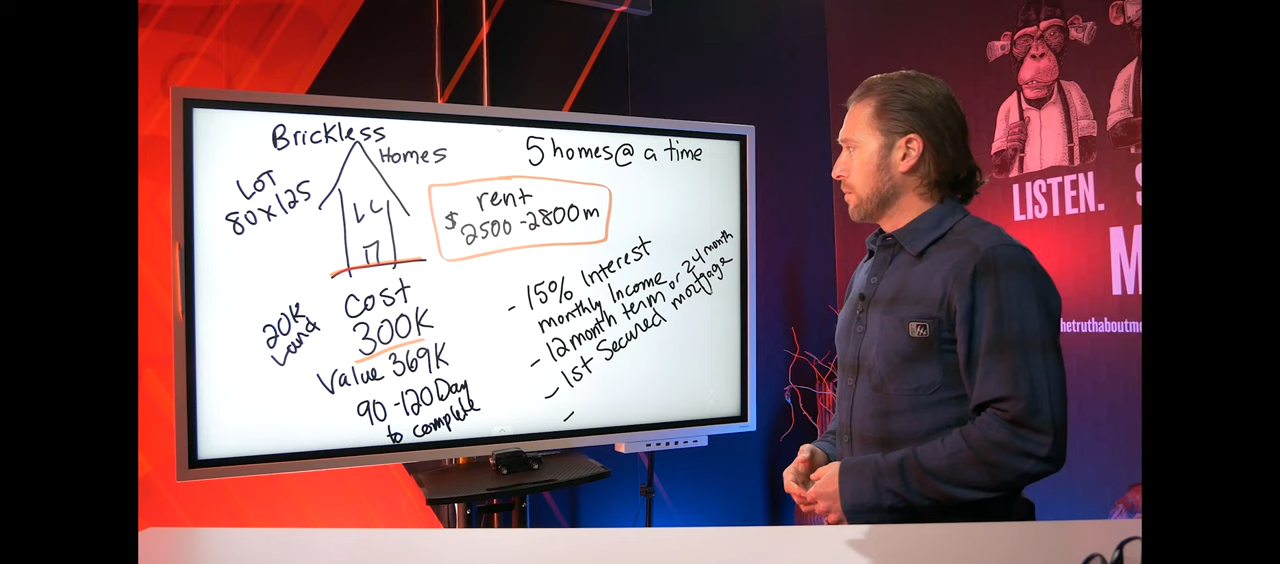 Brickless
Homes
LOT
80x125
5 homes@ a time
rent
$2500-2800m
Cost
300K
20K
Land
Value 369K
90-120 Day
to complete
- 15% Interest
monthly Income
- 12 month term or 24 month
- 1st Secured mortgage
-
LISTEN.
M
hetruthaboutmo